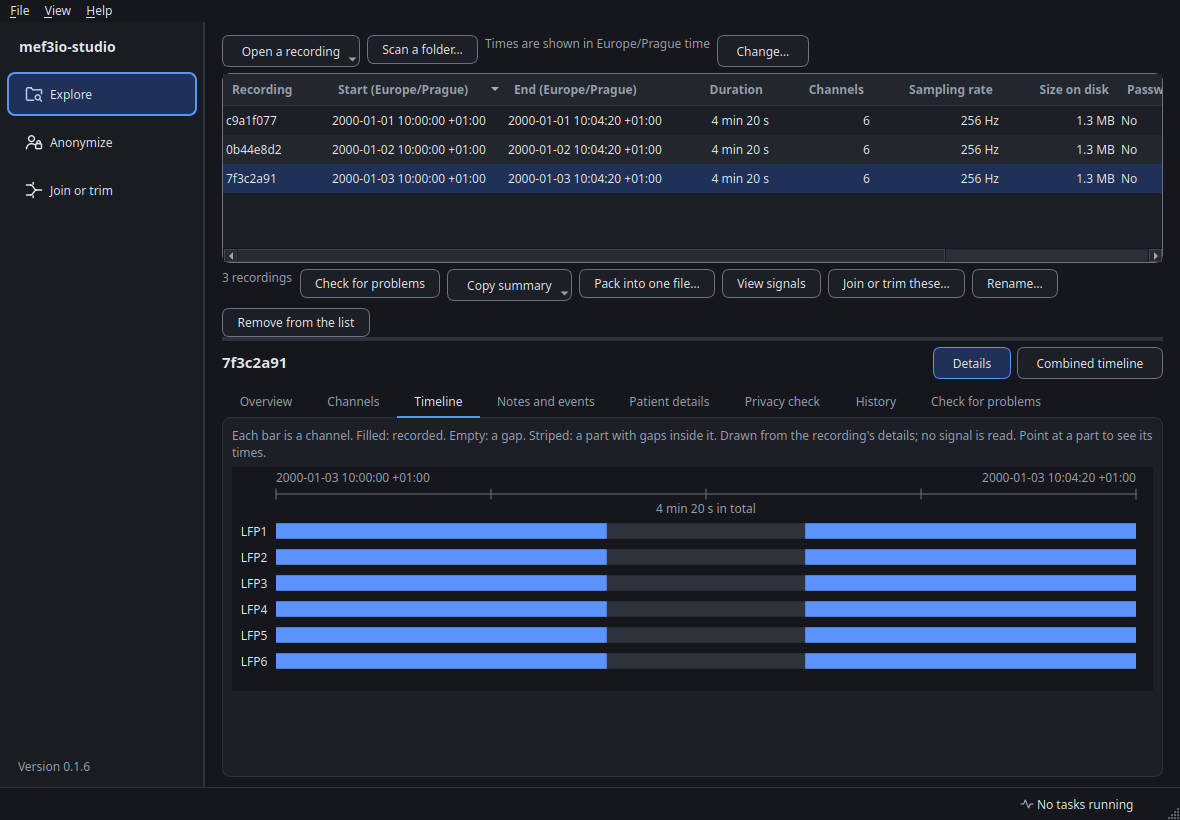 File View Help
mef3io-studio
Explore
Anonymize
Join or trim
Version 0.1.6
Open a recording Scan a folder... Times are shown in Europe/Prague time Change...
Recording Start (Europe/Prague) End (Europe/Prague) Duration Channels Sampling rate Size on disk Passw
c9a1f077 2000-01-01 10:00:00 +01:00 2000-01-01 10:04:20 +01:00 4 min 20 s 6 256 Hz 1.3 MB No
0b44e8d2 2000-01-02 10:00:00 +01:00 2000-01-02 10:04:20 +01:00 4 min 20 s 6 256 Hz 1.3 MB No
7f3c2a91 2000-01-03 10:00:00 +01:00 2000-01-03 10:04:20 +01:00 4 min 20 s 6 256 Hz 1.3 MB No
3 recordings Check for problems Copy summary Pack into one file... View signals Join or trim these... Rename...
Remove from the list
7f3c2a91 Details Combined timeline
Overview Channels Timeline Notes and events Patient details Privacy check History Check for problems
Each bar is a channel. Filled: recorded. Empty: a gap. Striped: a part with gaps inside it. Drawn from the recording's details; no signal is read. Point at a part to see its
times.
2000-01-03 10:00:00 +01:00 2000-01-03 10:04:20 +01:00
4 min 20 s in total
LFP1
LFP2
LFP3
LFP4
LFP5
LFP6
No tasks running